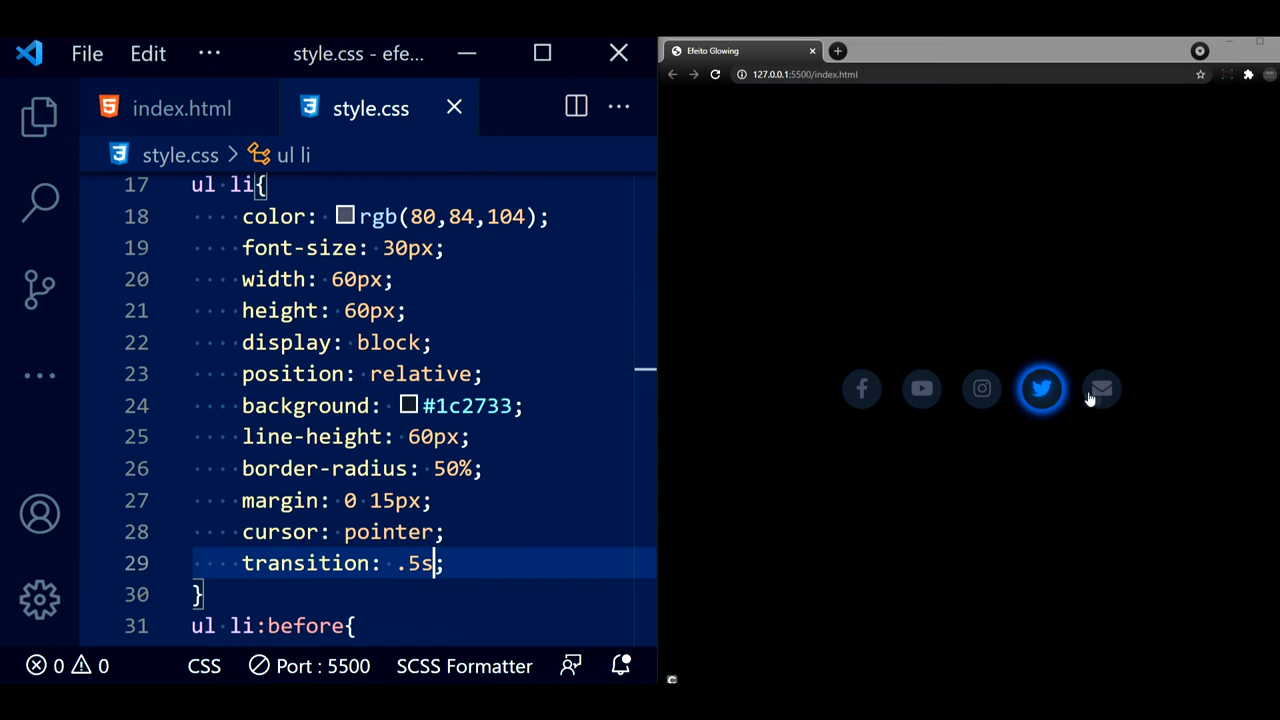 File Edit ··· style.css - efe...
index.html style.css
style.css > ul li
17 ul li{
18 color: rgb(80,84,104);
19 font-size: 30px;
20 width: 60px;
21 height: 60px;
22 display: block;
23 position: relative;
24 background: #1c2733;
25 line-height: 60px;
26 border-radius: 50%;
27 margin: 0 15px;
28 cursor: pointer;
29 transition: .5s;
30 }
31 ul li:before{
0 0 CSS Port : 5500 SCSS Formatter
Efeito Glowing
127.0.0.1:5500/index.html